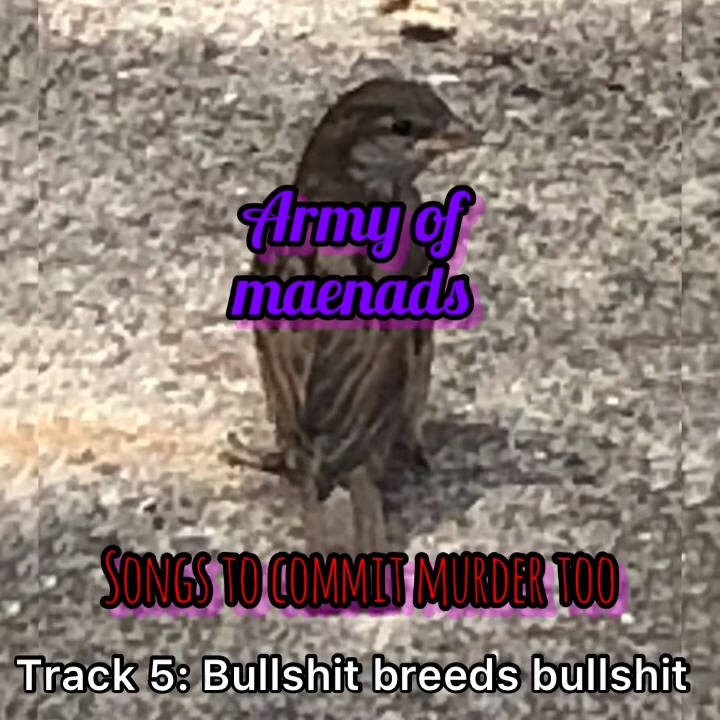 Army of
maenads
Songs to commit murder too
Track 5: Bullshit breeds bullshit